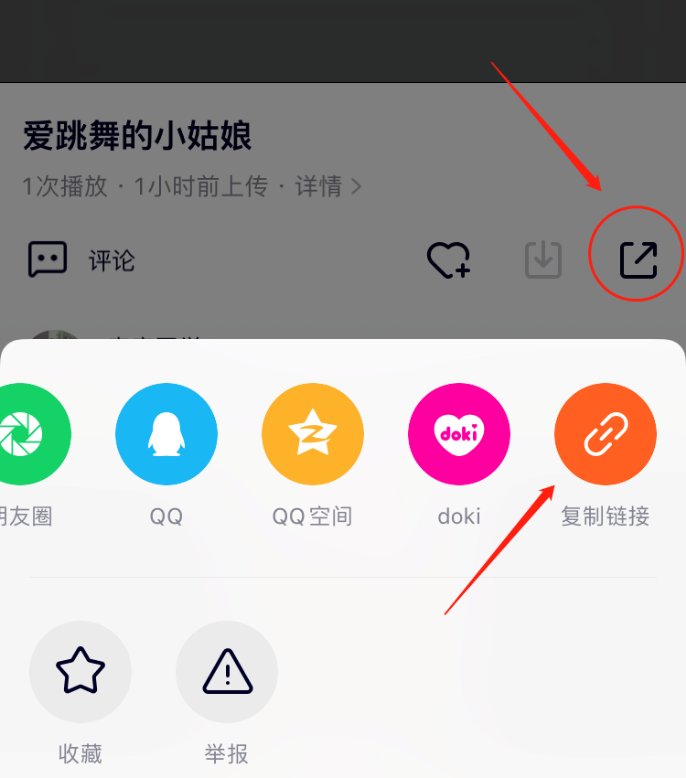 爱跳舞的小姑娘
1次播放 · 1小时前上传 · 详情 >
评论
doki
朋友圈
QQ
QQ空间
doki
复制链接
收藏
举报